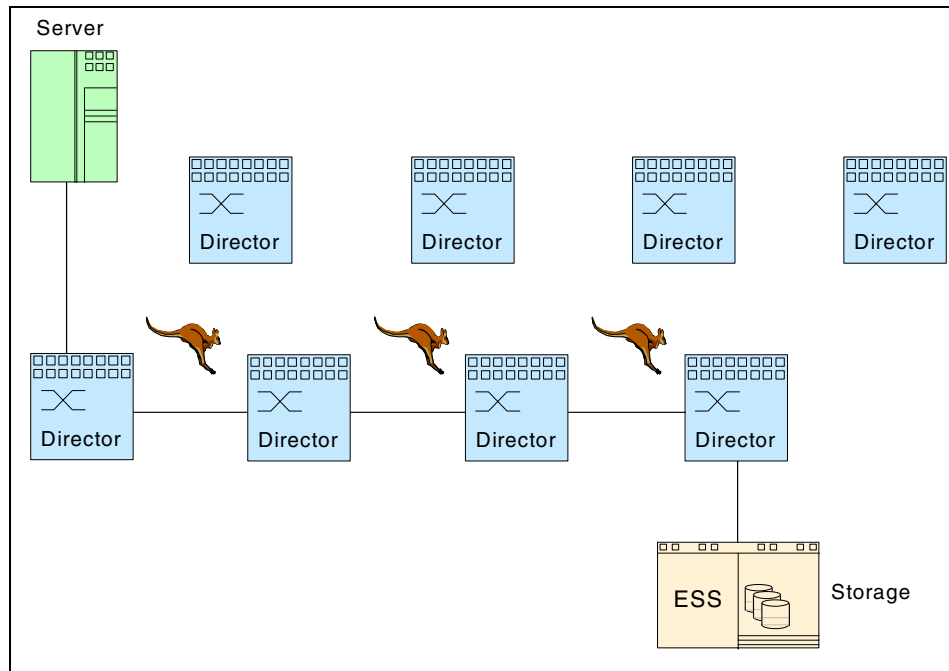 Server
Director
Director
Director
Director
Director
Director
Director
Director
ESS
Storage